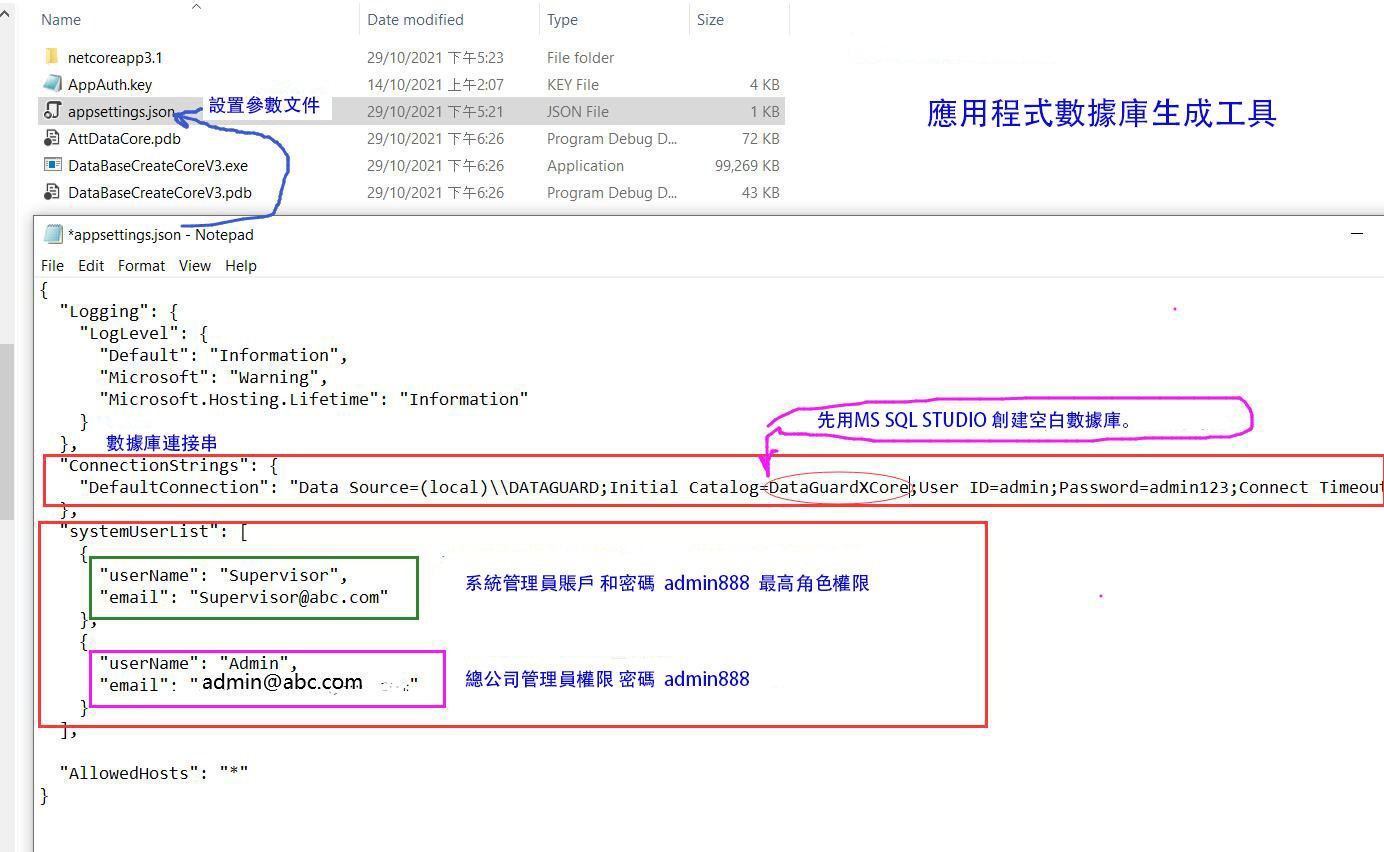 Name Date modified Type Size
netcoreapp3.1 29/10/2021 下午5:23 File folder
AppAuth.key 14/10/2021 上午2:07 KEY File 4 KB
appsettings.json 設置參數文件 29/10/2021 下午5:21 JSON File 1 KB
應用程式數據庫生成工具
AttDataCore.pdb 29/10/2021 下午6:26 Program Debug D... 72 KB
DataBaseCreateCoreV3.exe 29/10/2021 下午6:26 Application 99,269 KB
DataBaseCreateCoreV3.pdb 29/10/2021 下午6:26 Program Debug D... 43 KB
*appsettings.json - Notepad
File Edit Format View Help
{
"Logging": {
"LogLevel": {
"Default": "Information",
"Microsoft": "Warning",
"Microsoft.Hosting.Lifetime": "Information"
}
先用MS SQL STUDIO 創建空白數據庫。
}, 數據庫連接串
"ConnectionStrings": {
"DefaultConnection": "Data Source=(local)\\DATAGUARD;Initial Catalog=DataGuardXCore;User ID=admin;Password=admin123;Connect Timeout
},
"systemUserList": [
{
"userName": "Supervisor",
系統管理員賬戶 和密碼 admin888 最高角色權限
"email": "Supervisor@abc.com"
},
{
"userName": "Admin",
總公司管理員權限 密碼 admin888
"email": "admin@abc.com "
}
],
"AllowedHosts": "*"
}